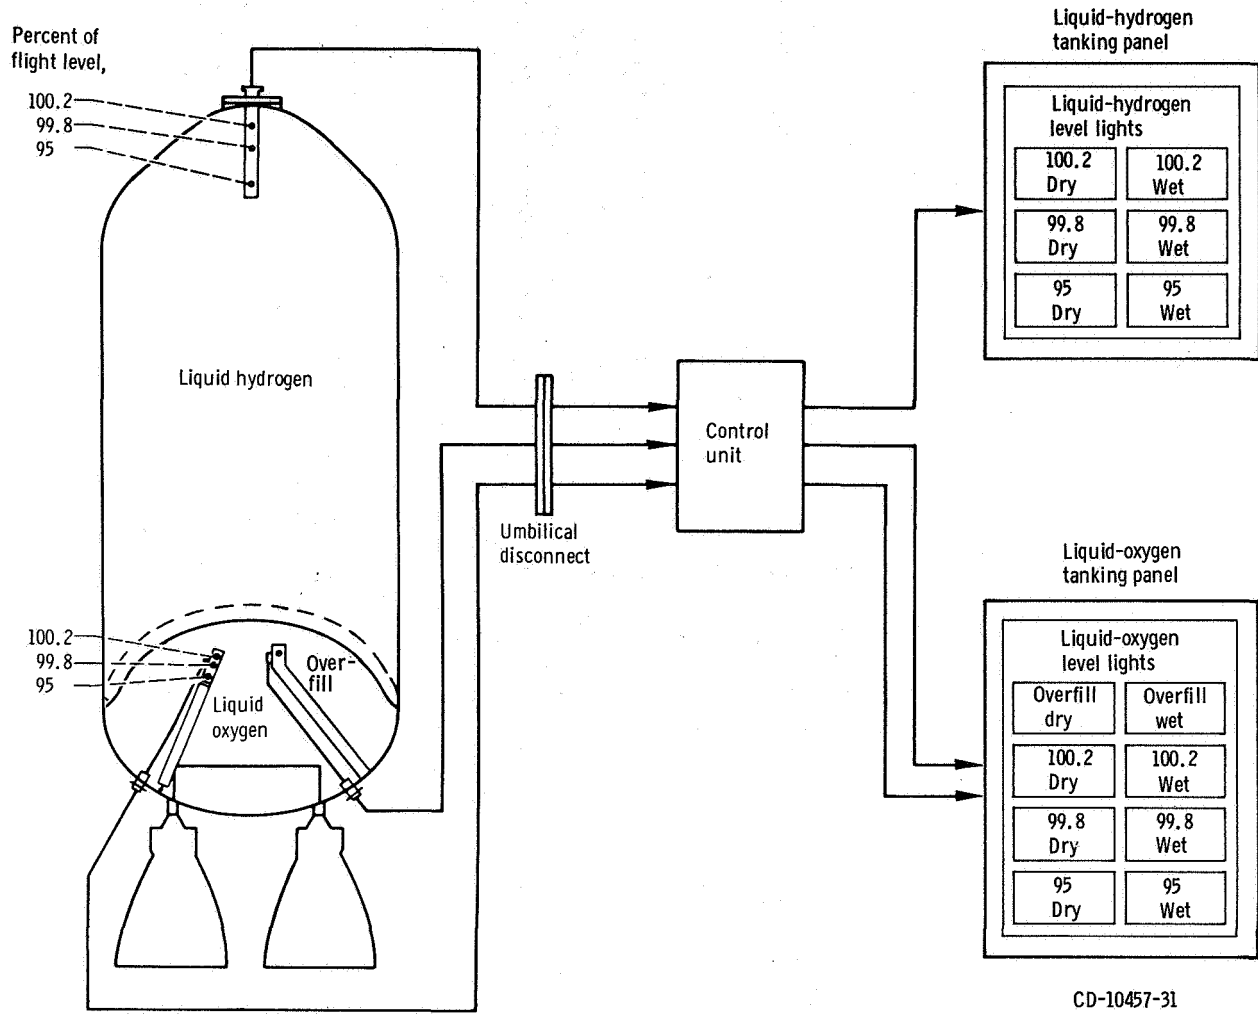 Percent of
flight level,
100.2
99.8
95
Liquid hydrogen
100.2
99.8
95
Over-
fill
Liquid
oxygen
Umbilical
disconnect
Control
unit
Liquid-hydrogen
tanking panel
Liquid-hydrogen
level lights
100.2
Dry
100.2
Wet
99.8
Dry
99.8
Wet
95
Dry
95
Wet
Liquid-oxygen
tanking panel
Liquid-oxygen
level lights
Overfill
dry
Overfill
wet
100.2
Dry
100.2
Wet
99.8
Dry
99.8
Wet
95
Dry
95
Wet
CD-10457-31